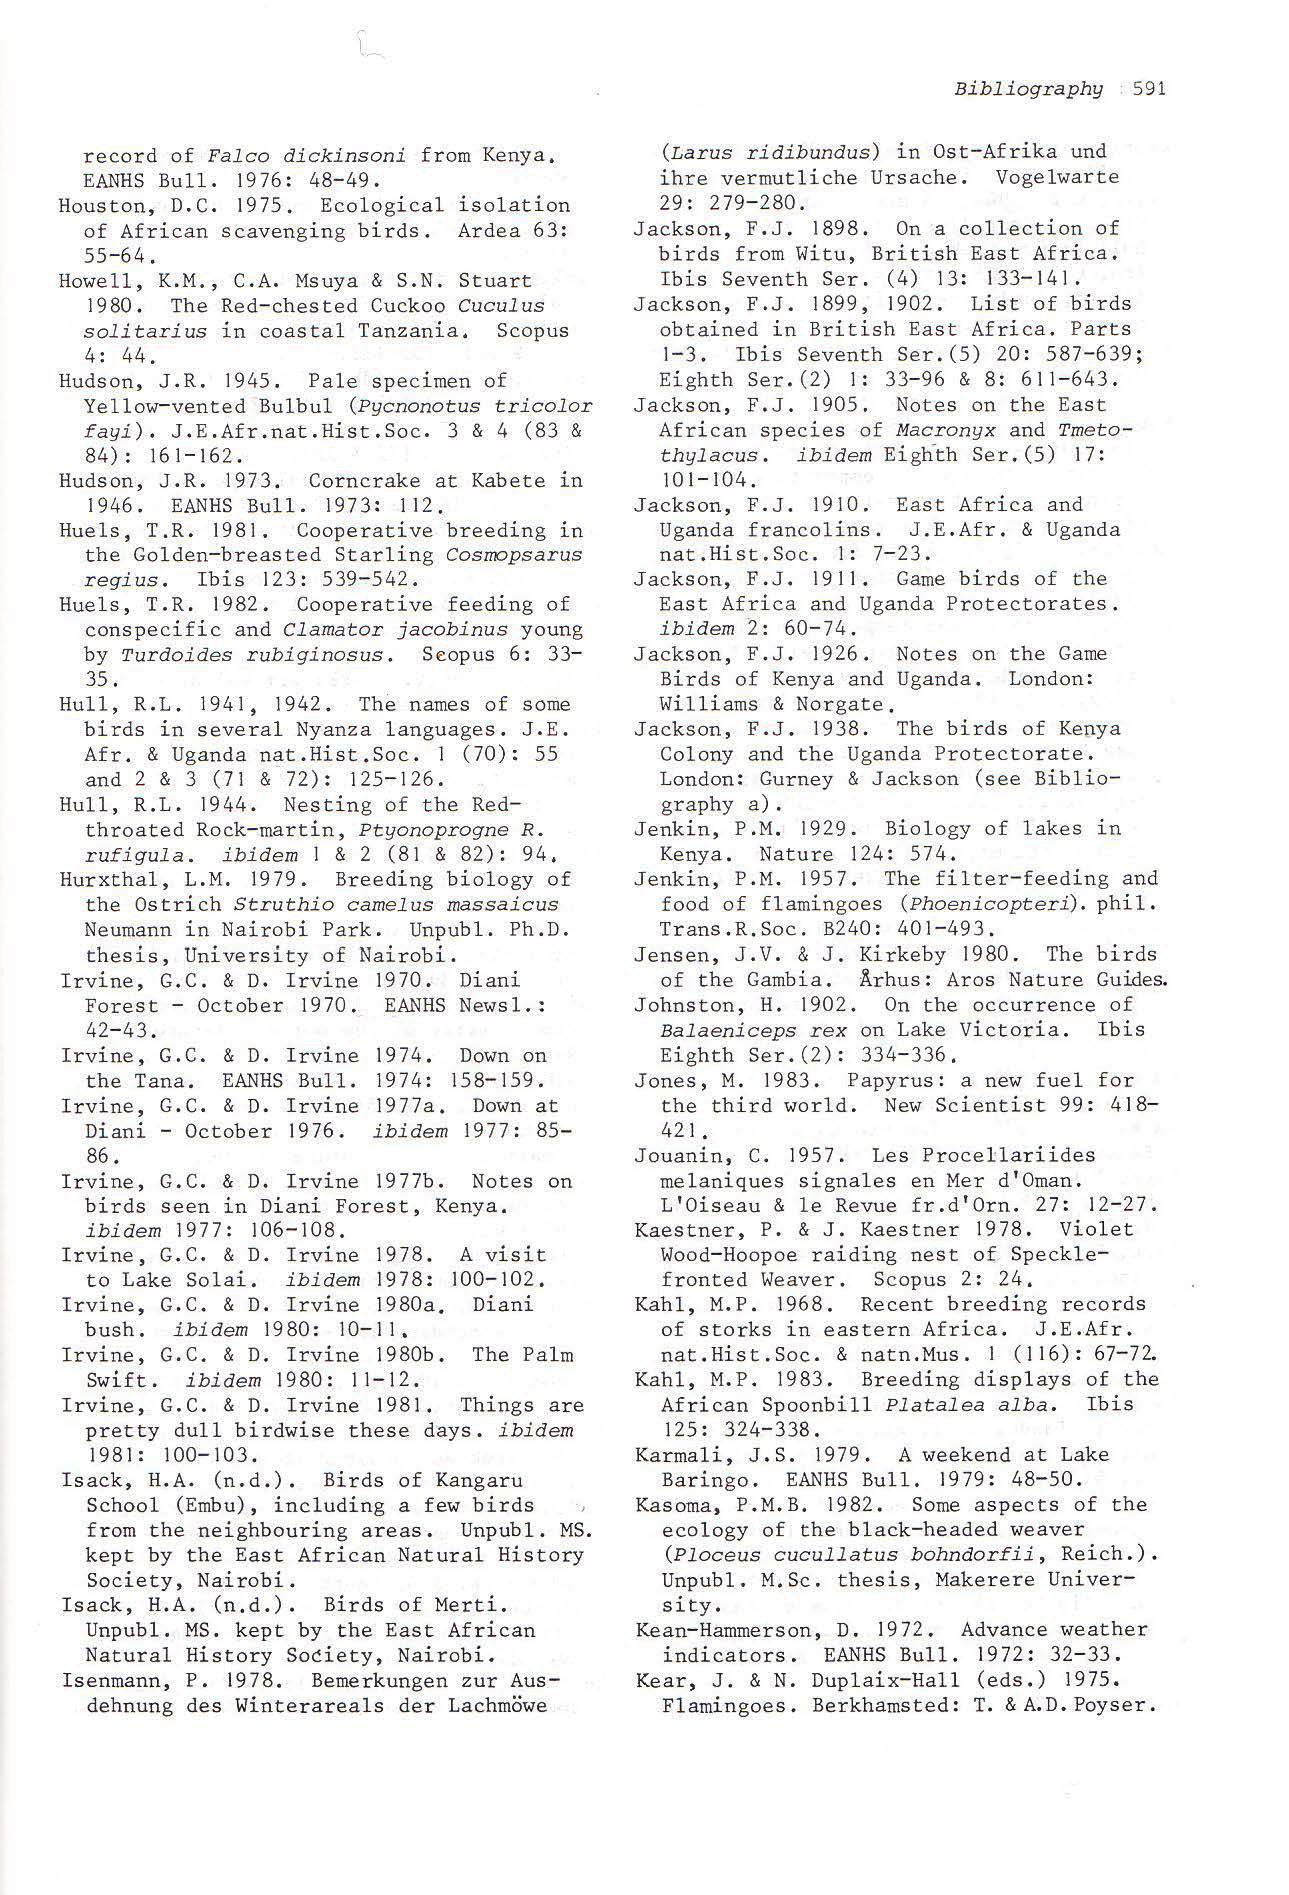 Bibliography : 591
record of Falco dickinsoni from Kenya.
EANHS Bull. 1976: 48-49.
Houston, D.C. 1975. Ecological isolation
of African scavenging birds. Ardea 63:
55-64.
Howell, K.M., C.A. Msuya & S.N. Stuart
1980. The Red-chested Cuckoo Cuculus
solitarius in coastal Tanzania. Scopus
4: 44.
Hudson, J.R. 1945. Pale specimen of
Yellow-vented Bulbul (Pycnonotus tricolor
fayi). J.E.Afr.nat.Hist.Soc. 3 & 4 (83 &
84): 161-162.
Hudson, J.R. 1973. Corncrake at Kabete in
1946. EANHS Bull. 1973: 112.
Huels, T.R. 1981. Cooperative breeding in
the Golden-breasted Starling Cosmopsarus
regius. Ibis 123: 539-542.
Huels, T.R. 1982. Cooperative feeding of
conspecific and Clamator jacobinus young
by Turdoides rubiginosus. Scopus 6: 33-
35.
Hull, R.L. 1941, 1942. The names of some
birds in several Nyanza languages. J.E.
Afr. & Uganda nat.Hist.Soc. 1 (70): 55
and 2 & 3 (71 & 72): 125-126.
Hull, R.L. 1944. Nesting of the Red-
throated Rock-martin, Ptyonoprogne R.
rufigula. ibidem 1 & 2 (81 & 82): 94.
Hurxthal, L.M. 1979. Breeding biology of
the Ostrich Struthio camelus massaicus
Neumann in Nairobi Park. Unpubl. Ph.D.
thesis, University of Nairobi.
Irvine, G.C. & D. Irvine 1970. Diani
Forest - October 1970. EANHS Newsl.:
42-43.
Irvine, G.C. & D. Irvine 1974. Down on
the Tana. EANHS Bull. 1974: 158-159.
Irvine, G.C. & D. Irvine 1977a. Down at
Diani - October 1976. ibidem 1977: 85-
86.
Irvine, G.C. & D. Irvine 1977b. Notes on
birds seen in Diani Forest, Kenya.
ibidem 1977: 106-108.
Irvine, G.C. & D. Irvine 1978. A visit
to Lake Solai. ibidem 1978: 100-102.
Irvine, G.C. & D. Irvine 1980a. Diani
bush. ibidem 1980: 10-11.
Irvine, G.C. & D. Irvine 1980b. The Palm
Swift. ibidem 1980: 11-12.
Irvine, G.C. & D. Irvine 1981. Things are
pretty dull birdwise these days. ibidem
1981: 100-103.
Isack, H.A. (n.d.). Birds of Kangaru
School (Embu), including a few birds
from the neighbouring areas. Unpubl. MS.
kept by the East African Natural History
Society, Nairobi.
Isack, H.A. (n.d.). Birds of Merti.
Unpubl. MS. kept by the East African
Natural History Society, Nairobi.
Isenmann, P. 1978. Bemerkungen zur Aus-
dehnung des Winterareals der Lachmöwe
(Larus ridibundus) in Ost-Afrika und
ihre vermutliche Ursache. Vogelwarte
29: 279-280.
Jackson, F.J. 1898. On a collection of
birds from Witu, British East Africa.
Ibis Seventh Ser. (4) 13: 133-141.
Jackson, F.J. 1899, 1902. List of birds
obtained in British East Africa. Parts
1-3. Ibis Seventh Ser.(5) 20: 587-639;
Eighth Ser.(2) 1: 33-96 & 8: 611-643.
Jackson, F.J. 1905. Notes on the East
African species of Macronyx and Tmeto-
thylacus. ibidem Eighth Ser.(5) 17:
101-104.
Jackson, F.J. 1910. East Africa and
Uganda francolins. J.E.Afr. & Uganda
nat.Hist.Soc. 1: 7-23.
Jackson, F.J. 1911. Game birds of the
East Africa and Uganda Protectorates.
ibidem 2: 60-74.
Jackson, F.J. 1926. Notes on the Game
Birds of Kenya and Uganda. London:
Williams & Norgate.
Jackson, F.J. 1938. The birds of Kenya
Colony and the Uganda Protectorate.
London: Gurney & Jackson (see Biblio-
graphy a).
Jenkin, P.M. 1929. Biology of lakes in
Kenya. Nature 124: 574.
Jenkin, P.M. 1957. The filter-feeding and
food of flamingoes (Phoenicopteri). phil.
Trans.R.Soc. B240: 401-493.
Jensen, J.V. & J. Kirkeby 1980. The birds
of the Gambia. Århus: Aros Nature Guides.
Johnston, H. 1902. On the occurrence of
Balaeniceps rex on Lake Victoria. Ibis
Eighth Ser.(2): 334-336.
Jones, M. 1983. Papyrus: a new fuel for
the third world. New Scientist 99: 418-
421.
Jouanin, C. 1957. Les Procellariides
melaniques signales en Mer d'Oman.
L'Oiseau & le Revue fr.d'Orn. 27: 12-27.
Kaestner, P. & J. Kaestner 1978. Violet
Wood-Hoopoe raiding nest of Speckle-
fronted Weaver. Scopus 2: 24.
Kahl, M.P. 1968. Recent breeding records
of storks in eastern Africa. J.E.Afr.
nat.Hist.Soc. & natn.Mus. 1 (116): 67-72.
Kahl, M.P. 1983. Breeding displays of the
African Spoonbill Platalea alba. Ibis
125: 324-338.
Karmali, J.S. 1979. A weekend at Lake
Baringo. EANHS Bull. 1979: 48-50.
Kasoma, P.M.B. 1982. Some aspects of the
ecology of the black-headed weaver
(Ploceus cucullatus bohndorfii, Reich.).
Unpubl. M.Sc. thesis, Makerere Univer-
sity.
Kean-Hammerson, D. 1972. Advance weather
indicators. EANHS Bull. 1972: 32-33.
Kear, J. & N. Duplaix-Hall (eds.) 1975.
Flamingoes. Berkhamsted: T. & A.D. Poyser.